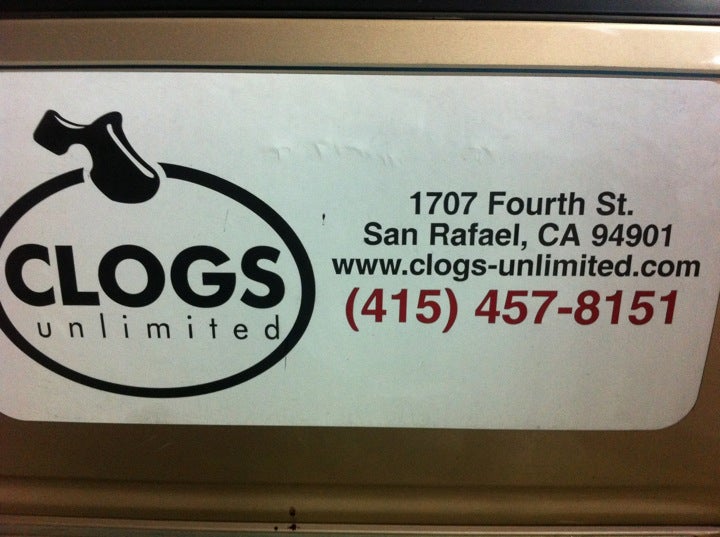 CLOGS
unlimited
1707 Fourth St.
San Rafael, CA 94901
www.clogs-unlimited.com
(415) 457-8151